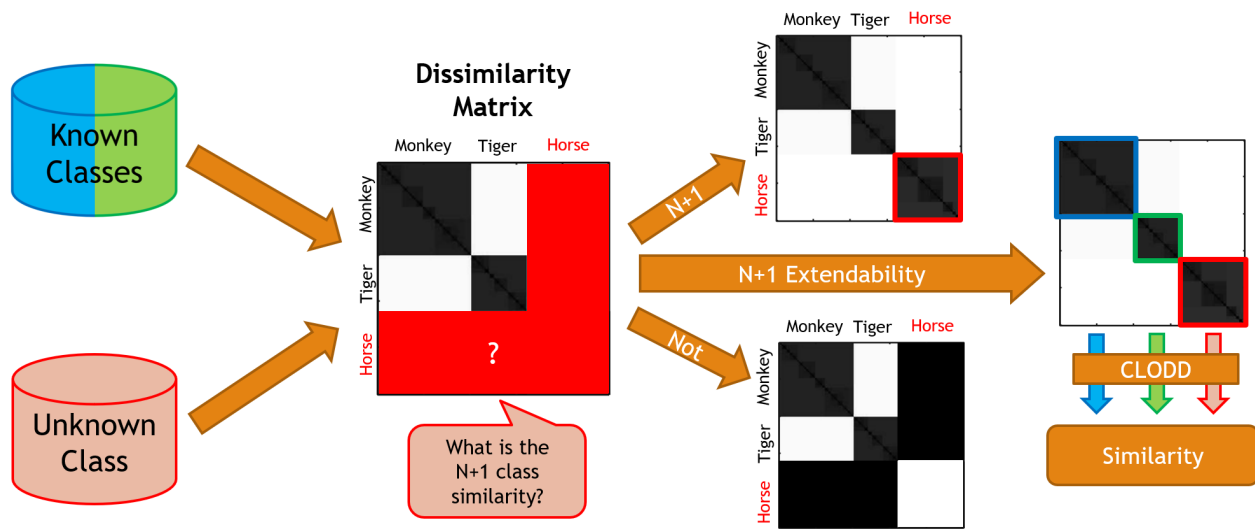 Known
Classes
Unknown
Class
Dissimilarity
Matrix
Monkey Tiger Horse
Monkey
Tiger
Horse
?
What is the
N+1 class
similarity?
N+1
N+1 Extendability
Not
Monkey Tiger Horse
Monkey
Tiger
Horse
Monkey Tiger Horse
Monkey
Tiger
Horse
CLODD
Similarity